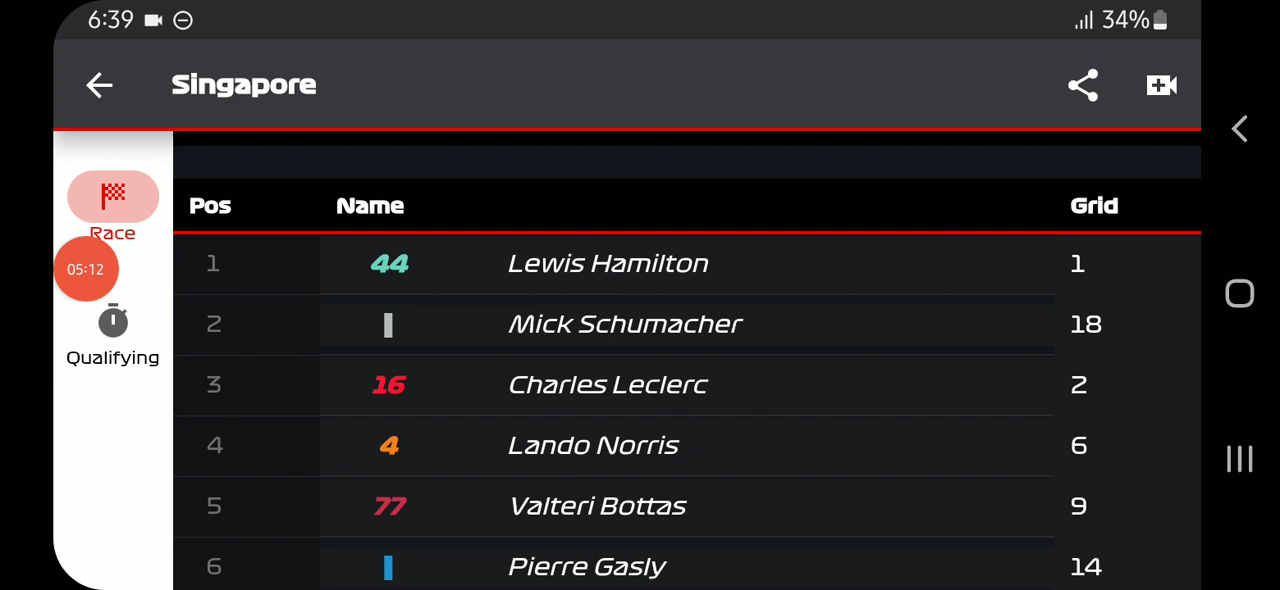 6:39 34%
Singapore
Race
05:12
Qualifying
Pos Name Grid
1 44 Lewis Hamilton 1
2 Mick Schumacher 18
3 16 Charles Leclerc 2
4 4 Lando Norris 6
5 77 Valteri Bottas 9
6 Pierre Gasly 14